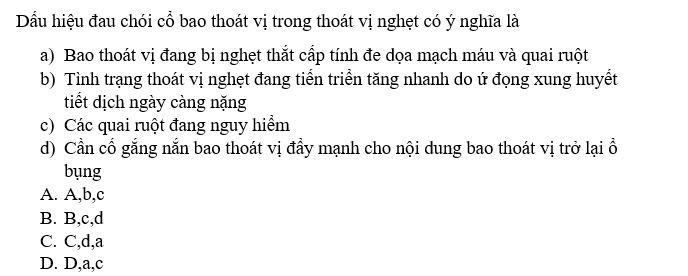 Dấu hiệu đau chói cổ bao thoát vị trong thoát vị nghẹt có ý nghĩa là
a) Bao thoát vị đang bị nghẹt thắt cấp tính đe dọa mạch máu và quai ruột
b) Tình trạng thoát vị nghẹt đang tiến triển tăng nhanh do ứ đọng xung huyết
tiết dịch ngày càng nặng
c) Các quai ruột đang nguy hiểm
d) Cần cố gắng nắn bao thoát vị đẩy mạnh cho nội dung bao thoát vị trở lại ổ
bụng
A. A,b,c
B. B,c,d
C. C,d,a
D. D,a,c